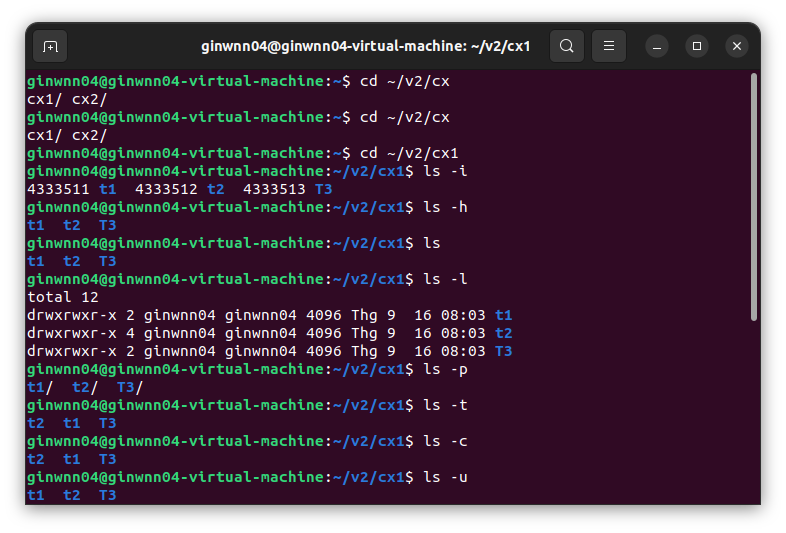 ginwnn04@ginwnn04-virtual-machine: ~/v2/cx1
ginwnn04@ginwnn04-virtual-machine:~$ cd ~/v2/cx
cx1/ cx2/
ginwnn04@ginwnn04-virtual-machine:~$ cd ~/v2/cx
cx1/ cx2/
ginwnn04@ginwnn04-virtual-machine:~$ cd ~/v2/cx1
ginwnn04@ginwnn04-virtual-machine:~/v2/cx1$ ls -i
4333511 t1  4333512 t2  4333513 T3
ginwnn04@ginwnn04-virtual-machine:~/v2/cx1$ ls -h
t1  t2  T3
ginwnn04@ginwnn04-virtual-machine:~/v2/cx1$ ls
t1  t2  T3
ginwnn04@ginwnn04-virtual-machine:~/v2/cx1$ ls -l
total 12
drwxrwxr-x 2 ginwnn04 ginwnn04 4096 Thg 9  16 08:03 t1
drwxrwxr-x 4 ginwnn04 ginwnn04 4096 Thg 9  16 08:03 t2
drwxrwxr-x 2 ginwnn04 ginwnn04 4096 Thg 9  16 08:03 T3
ginwnn04@ginwnn04-virtual-machine:~/v2/cx1$ ls -p
t1/  t2/  T3/
ginwnn04@ginwnn04-virtual-machine:~/v2/cx1$ ls -t
t2  t1  T3
ginwnn04@ginwnn04-virtual-machine:~/v2/cx1$ ls -c
t2  t1  T3
ginwnn04@ginwnn04-virtual-machine:~/v2/cx1$ ls -u
t1  t2  T3